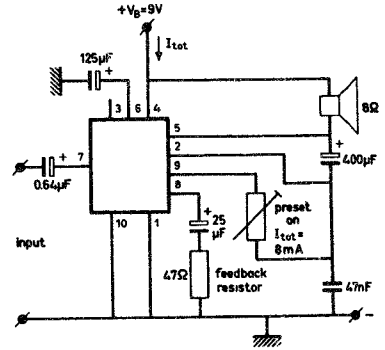 +V_B=9V
I_tot
125µF
+
3 6 4
8Ω
5
+
2
400µF
7
+
9
0.64µF
8
+
preset
on
I_tot=
8mA
25
µF
input
10
1
47Ω
feedback
resistor
47nF
-